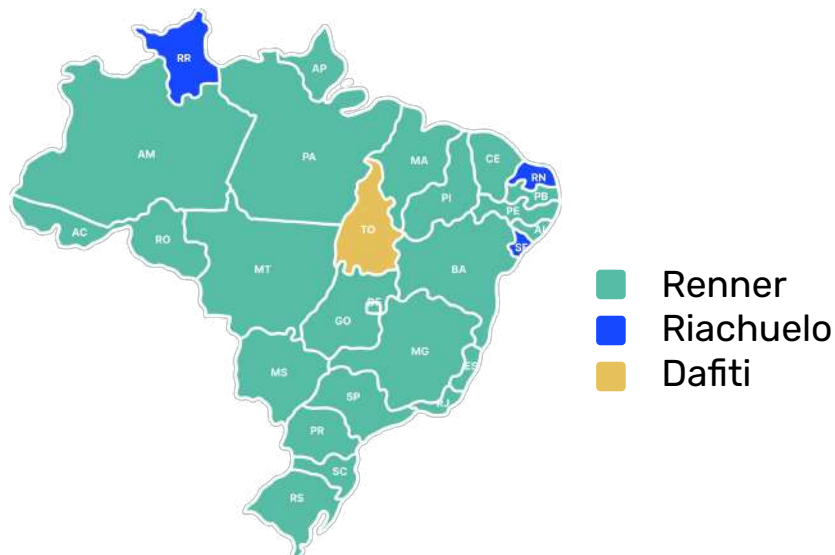 RR
AP
AM
PA
MA
CE
RN
PB
PI
PE
AL
AC
RO
TO
SE
MT
BA
DF
GO
MG
MS
ES
SP
RJ
PR
SC
RS
Renner
Riachuelo
Dafiti